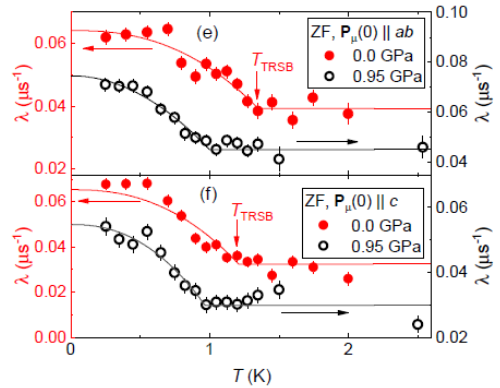 (e)
ZF, Pμ(0) || ab
0.0 GPa
0.95 GPa
TTRSB
λ (μs-1)
0.06
0.04
0.02
0.10
0.08
0.06
0.04
λ (μs-1)
(f)
ZF, Pμ(0) || c
0.0 GPa
0.95 GPa
TTRSB
λ (μs-1)
0.06
0.04
0.02
0.00
0.06
0.04
0.02
λ (μs-1)
0
1
2
T (K)